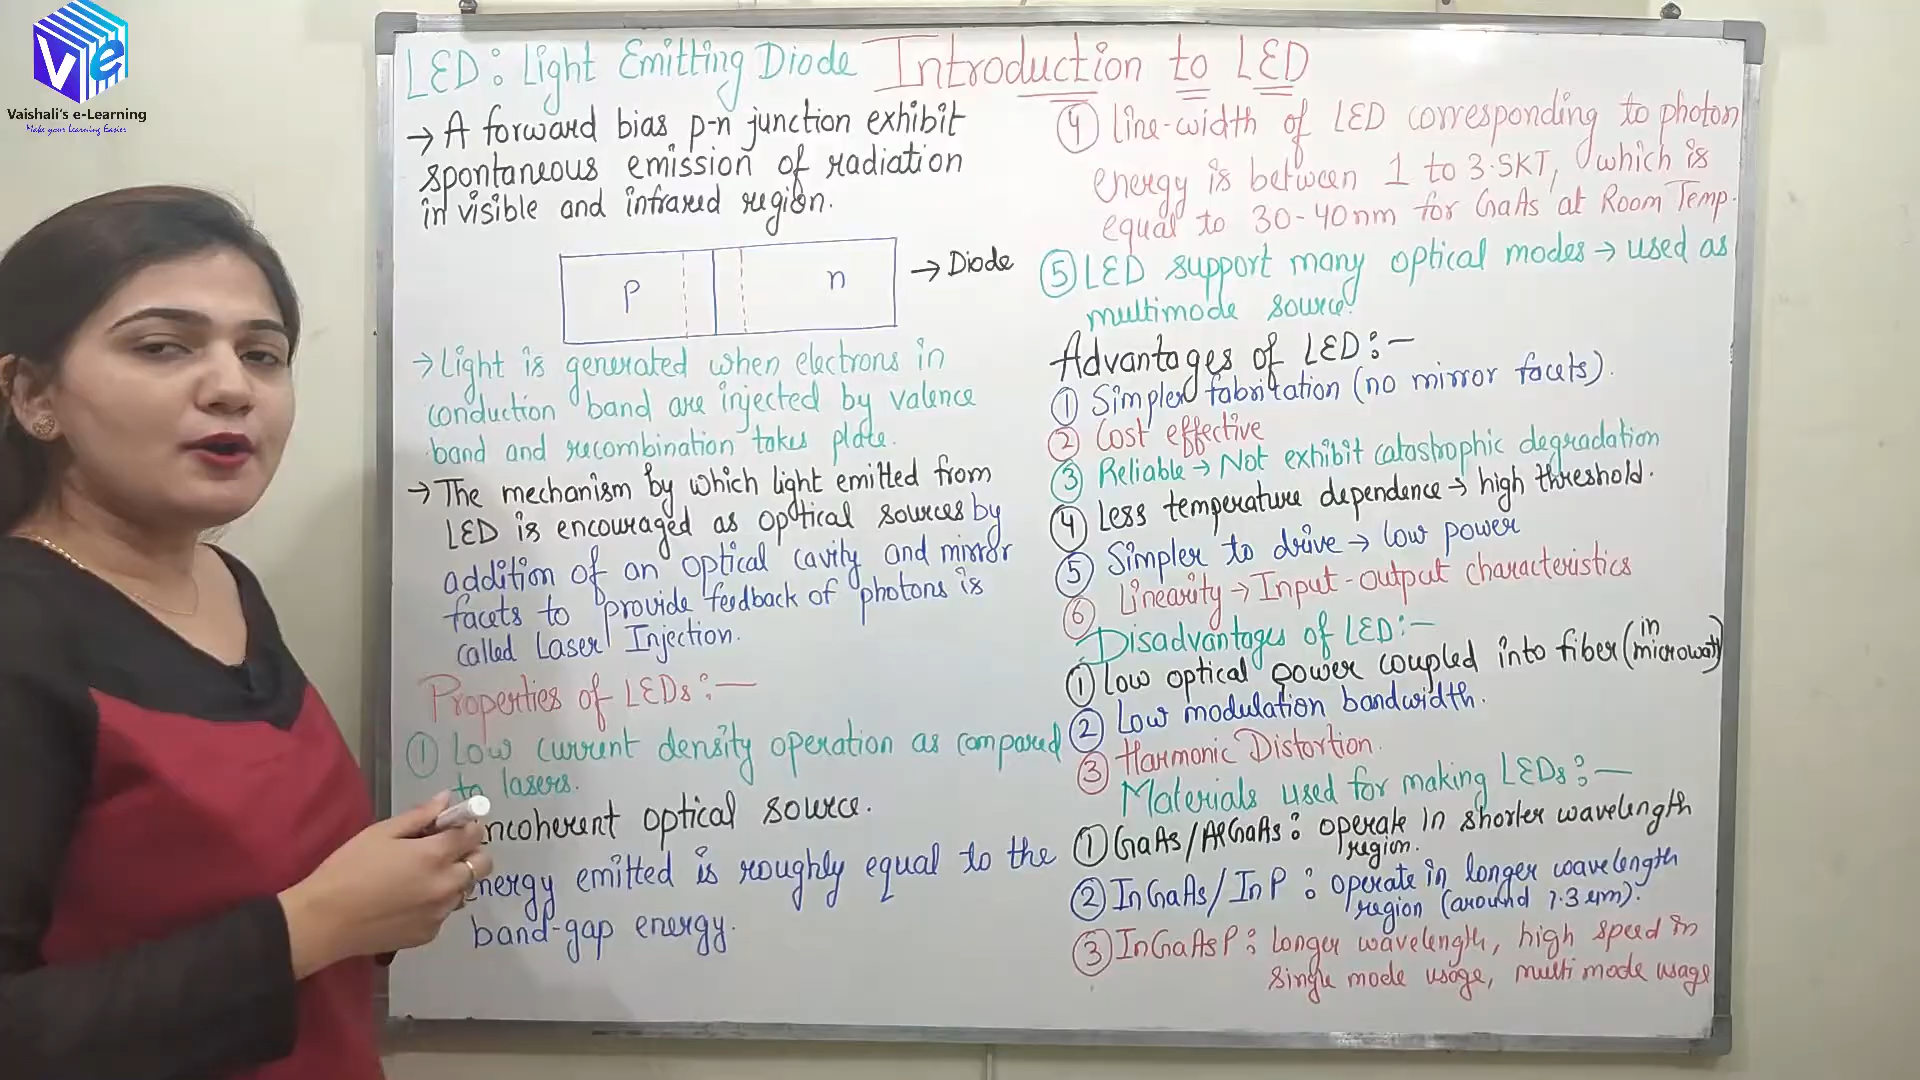 Ve
Vaishali's e-Learning
Make your Learning Easier
LED: Light Emitting Diode Introduction to LED
→ A forward bias p-n junction exhibit
spontaneous emission of radiation
in visible and infrared region.
p n → Diode
→ Light is generated when electrons in
conduction band are injected by valence
band and recombination takes place.
→ The mechanism by which light emitted from
LED is encouraged as optical sources by
addition of an optical cavity and mirror
facets to provide feedback of photons is
called Laser Injection.
Properties of LEDs:—
① Low current density operation as compared
to lasers.
incoherent optical source.
energy emitted is roughly equal to the
band-gap energy.
④ Line-width of LED corresponding to photon
energy is between 1 to 3.5KT, which is
equal to 30-40nm for GaAs at Room Temp.
⑤ LED support many optical modes → used as
multimode source.
Advantages of LED:—
① Simpler fabrication (no mirror facets).
② Cost effective
③ Reliable → Not exhibit catastrophic degradation
④ Less temperature dependence → high threshold.
⑤ Simpler to drive → low power
⑥ Linearity → Input-output characteristics
Disadvantages of LED:—
① Low optical power coupled into fiber (in microwatt)
② Low modulation bandwidth.
③ Harmonic Distortion.
Materials used for making LEDs:—
① GaAs/AlGaAs: operate in shorter wavelength
region.
② InGaAs/InP: operate in longer wavelength
region (around 1.3 μm).
③ InGaAsP: longer wavelength, high speed in
single mode usage, multi mode usage